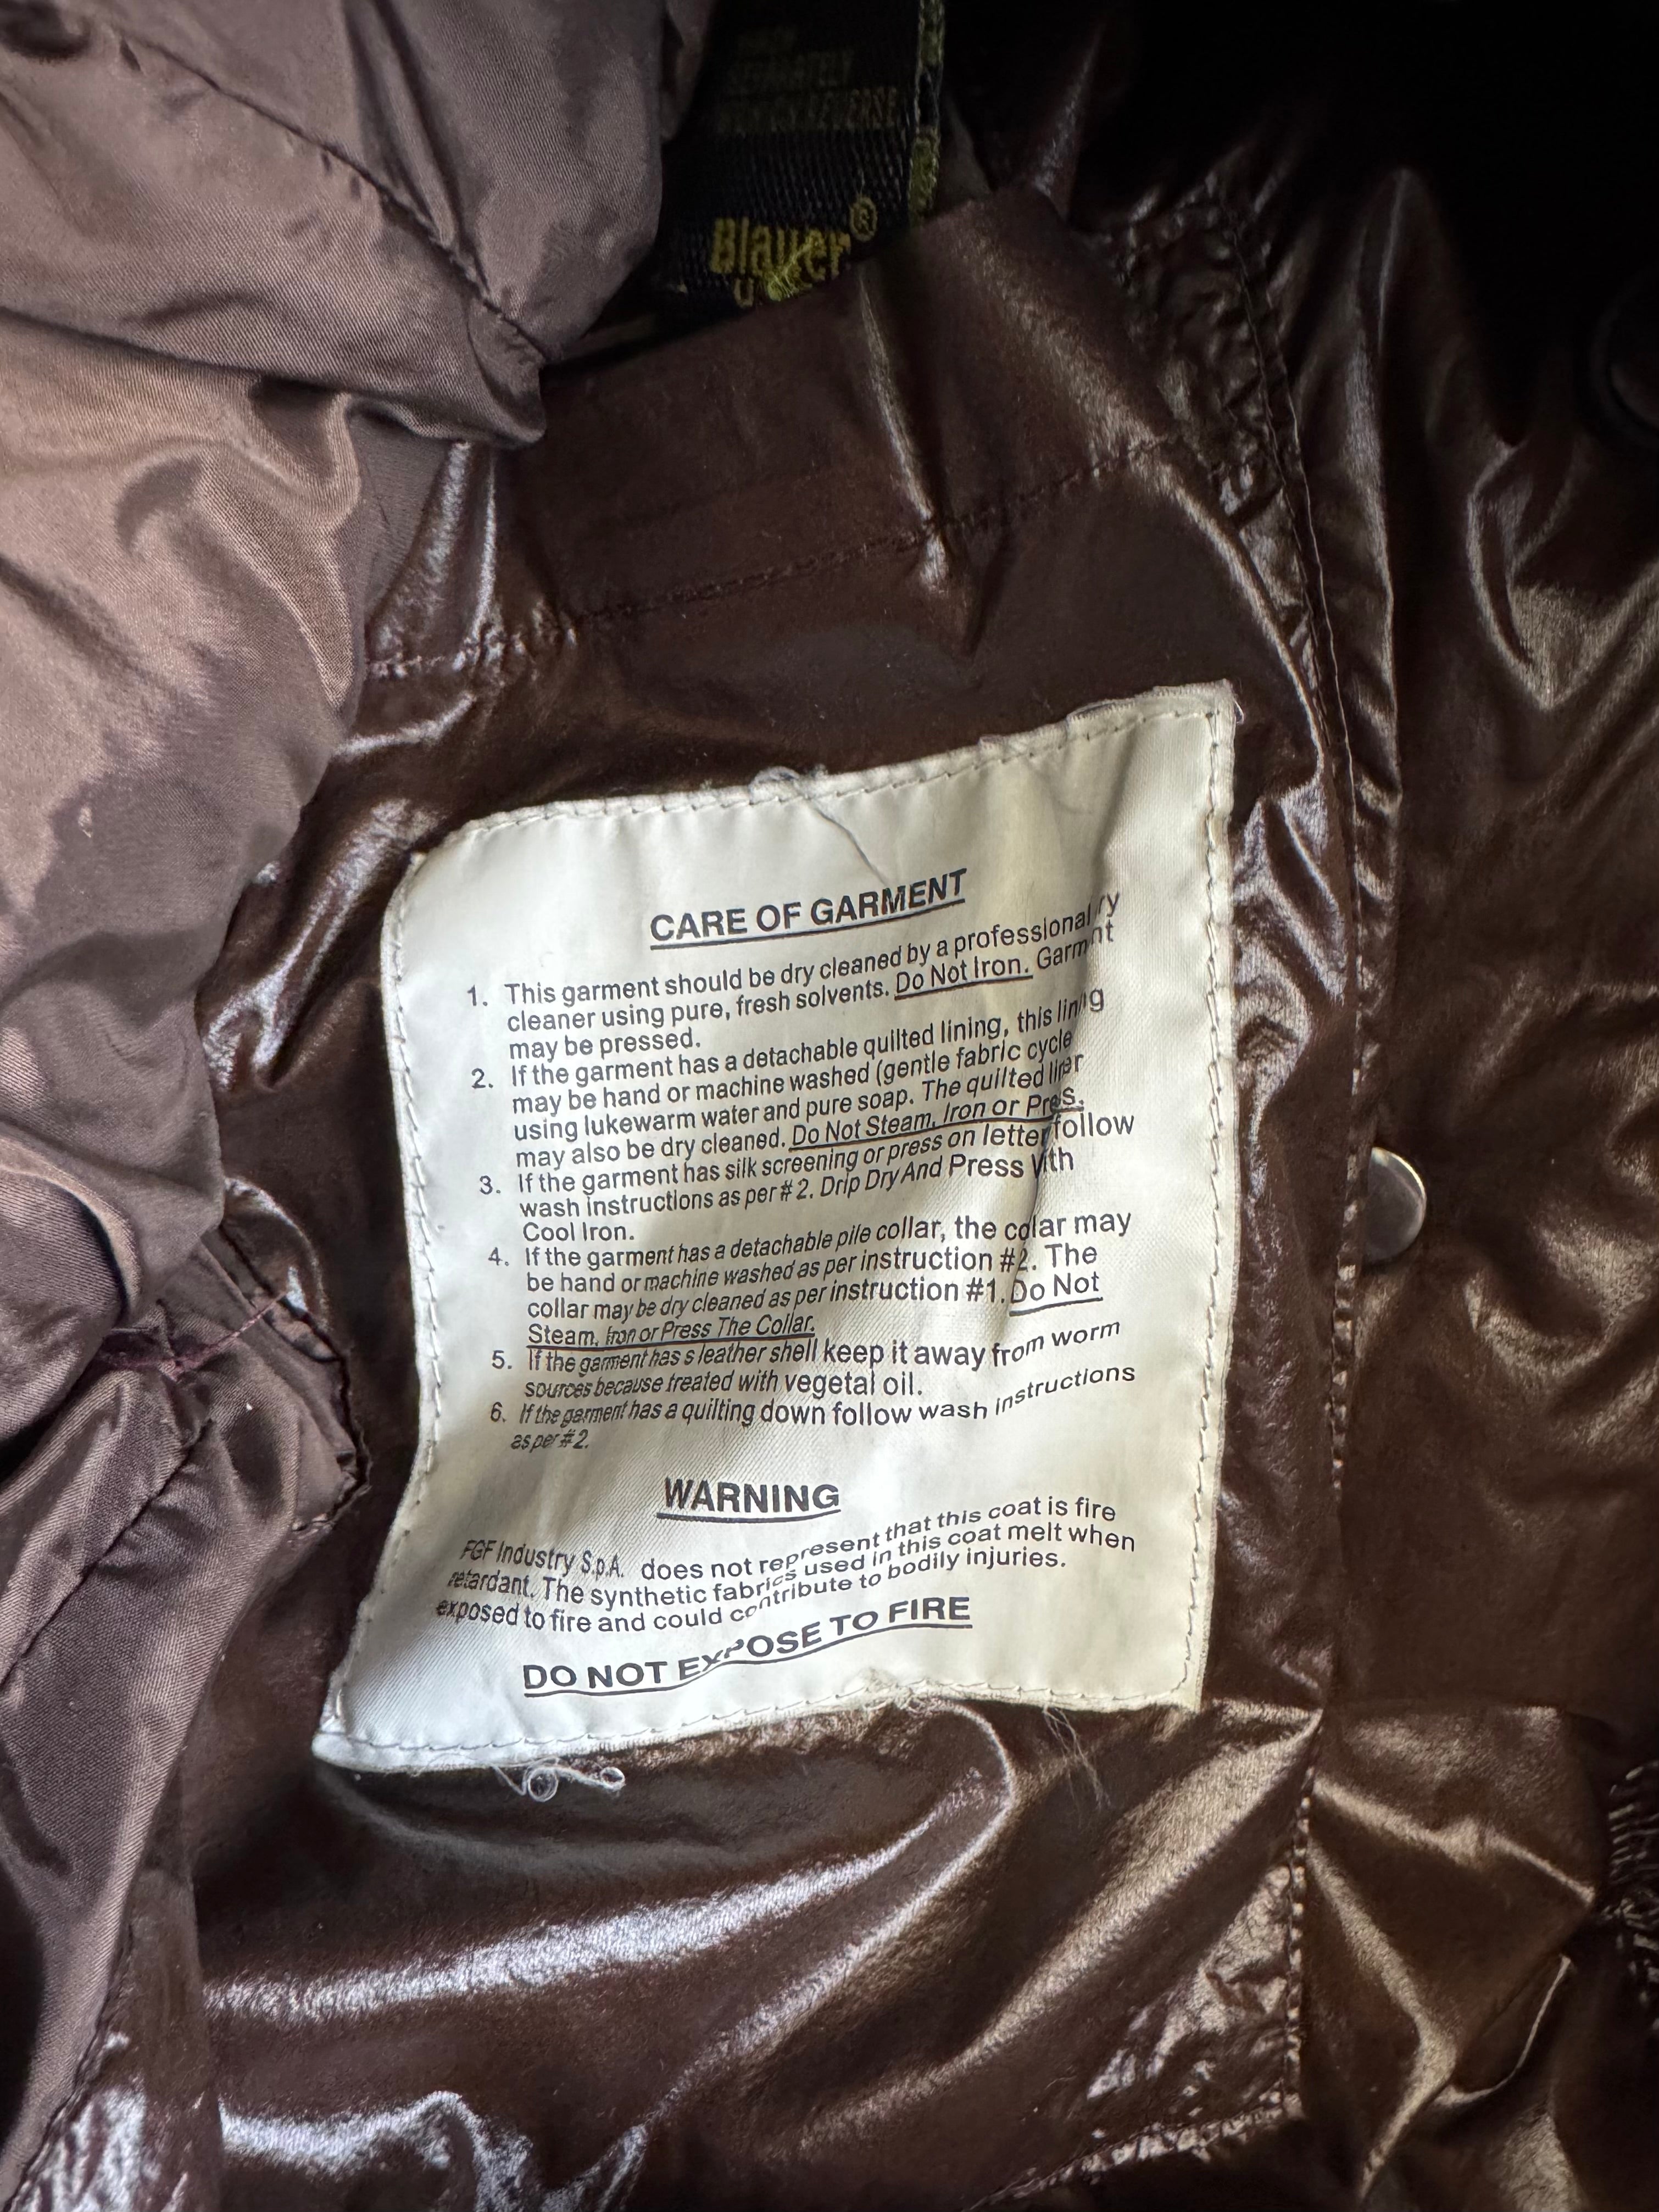 Blauer®
CARE OF GARMENT
1. This garment should be dry cleaned by a professional ry
cleaner using pure, fresh solvents. Do Not Iron. Garm nt
may be pressed.
2. If the garment has a detachable quilted lining, this lining
may be hand or machine washed (gentle fabric cycle
using lukewarm water and pure soap. The quilted liner
may also be dry cleaned. Do Not Steam, Iron or Pres.
3. If the garment has silk screening or press on letter follow
wash instructions as per # 2. Drip Dry And Press With
Cool Iron.
4. If the garment has a detachable pile collar, the colar may
be hand or machine washed as per instruction #2. The
collar may be dry cleaned as per instruction #1. Do Not
Steam, Iron or Press The Collar.
5. If the garment has s leather shell keep it away from worm
sources because treated with vegetal oil.
6. If the garment has a quilting down follow wash instructions
as per # 2.
WARNING
FGF Industry S.p.A. does not represent that this coat is fire
retardant. The synthetic fabrics used in this coat melt when
exposed to fire and could contribute to bodily injuries.
DO NOT EXPOSE TO FIRE